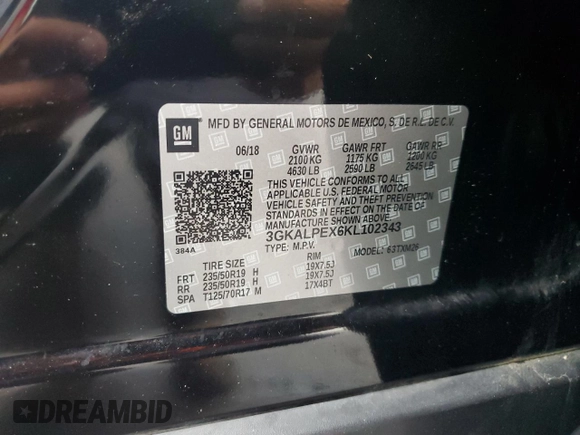 GM
MFD BY GENERAL MOTORS DE MEXICO, S. DE R.L. DE C.V.
06/18 GVWR GAWR FRT GAWR RR
2100 KG 1175 KG 1200 KG
4630 LB 2590 LB 2645 LB
THIS VEHICLE CONFORMS TO ALL
APPLICABLE U.S. FEDERAL MOTOR
VEHICLE SAFETY AND THEFT PREVENTION
STANDARDS IN EFFECT ON THE DATE OF
MANUFACTURE SHOWN ABOVE.
3GKALPEX6KL102343
384A
TYPE: M.P.V. MODEL: 63TXM26
TIRE SIZE RIM
FRT 235/50R19 H 19X7.5J
RR 235/50R19 H 19X7.5J
SPA T125/70R17 M 17X4BT
DREAMBID